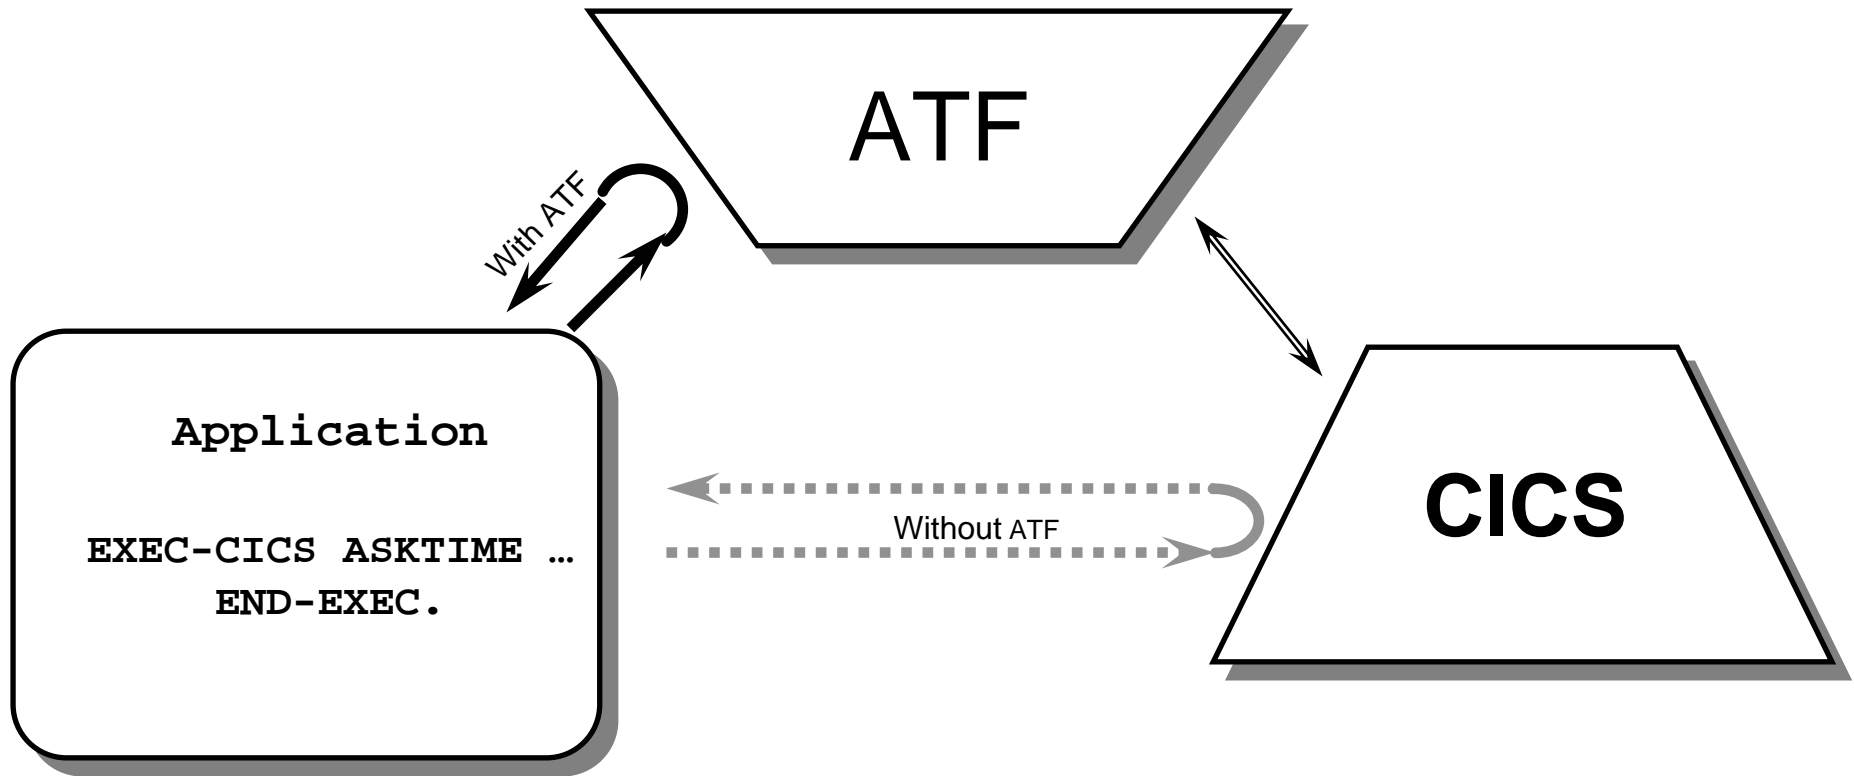 ATF
With ATF
Application
EXEC-CICS ASKTIME …
END-EXEC.
Without ATF
CICS